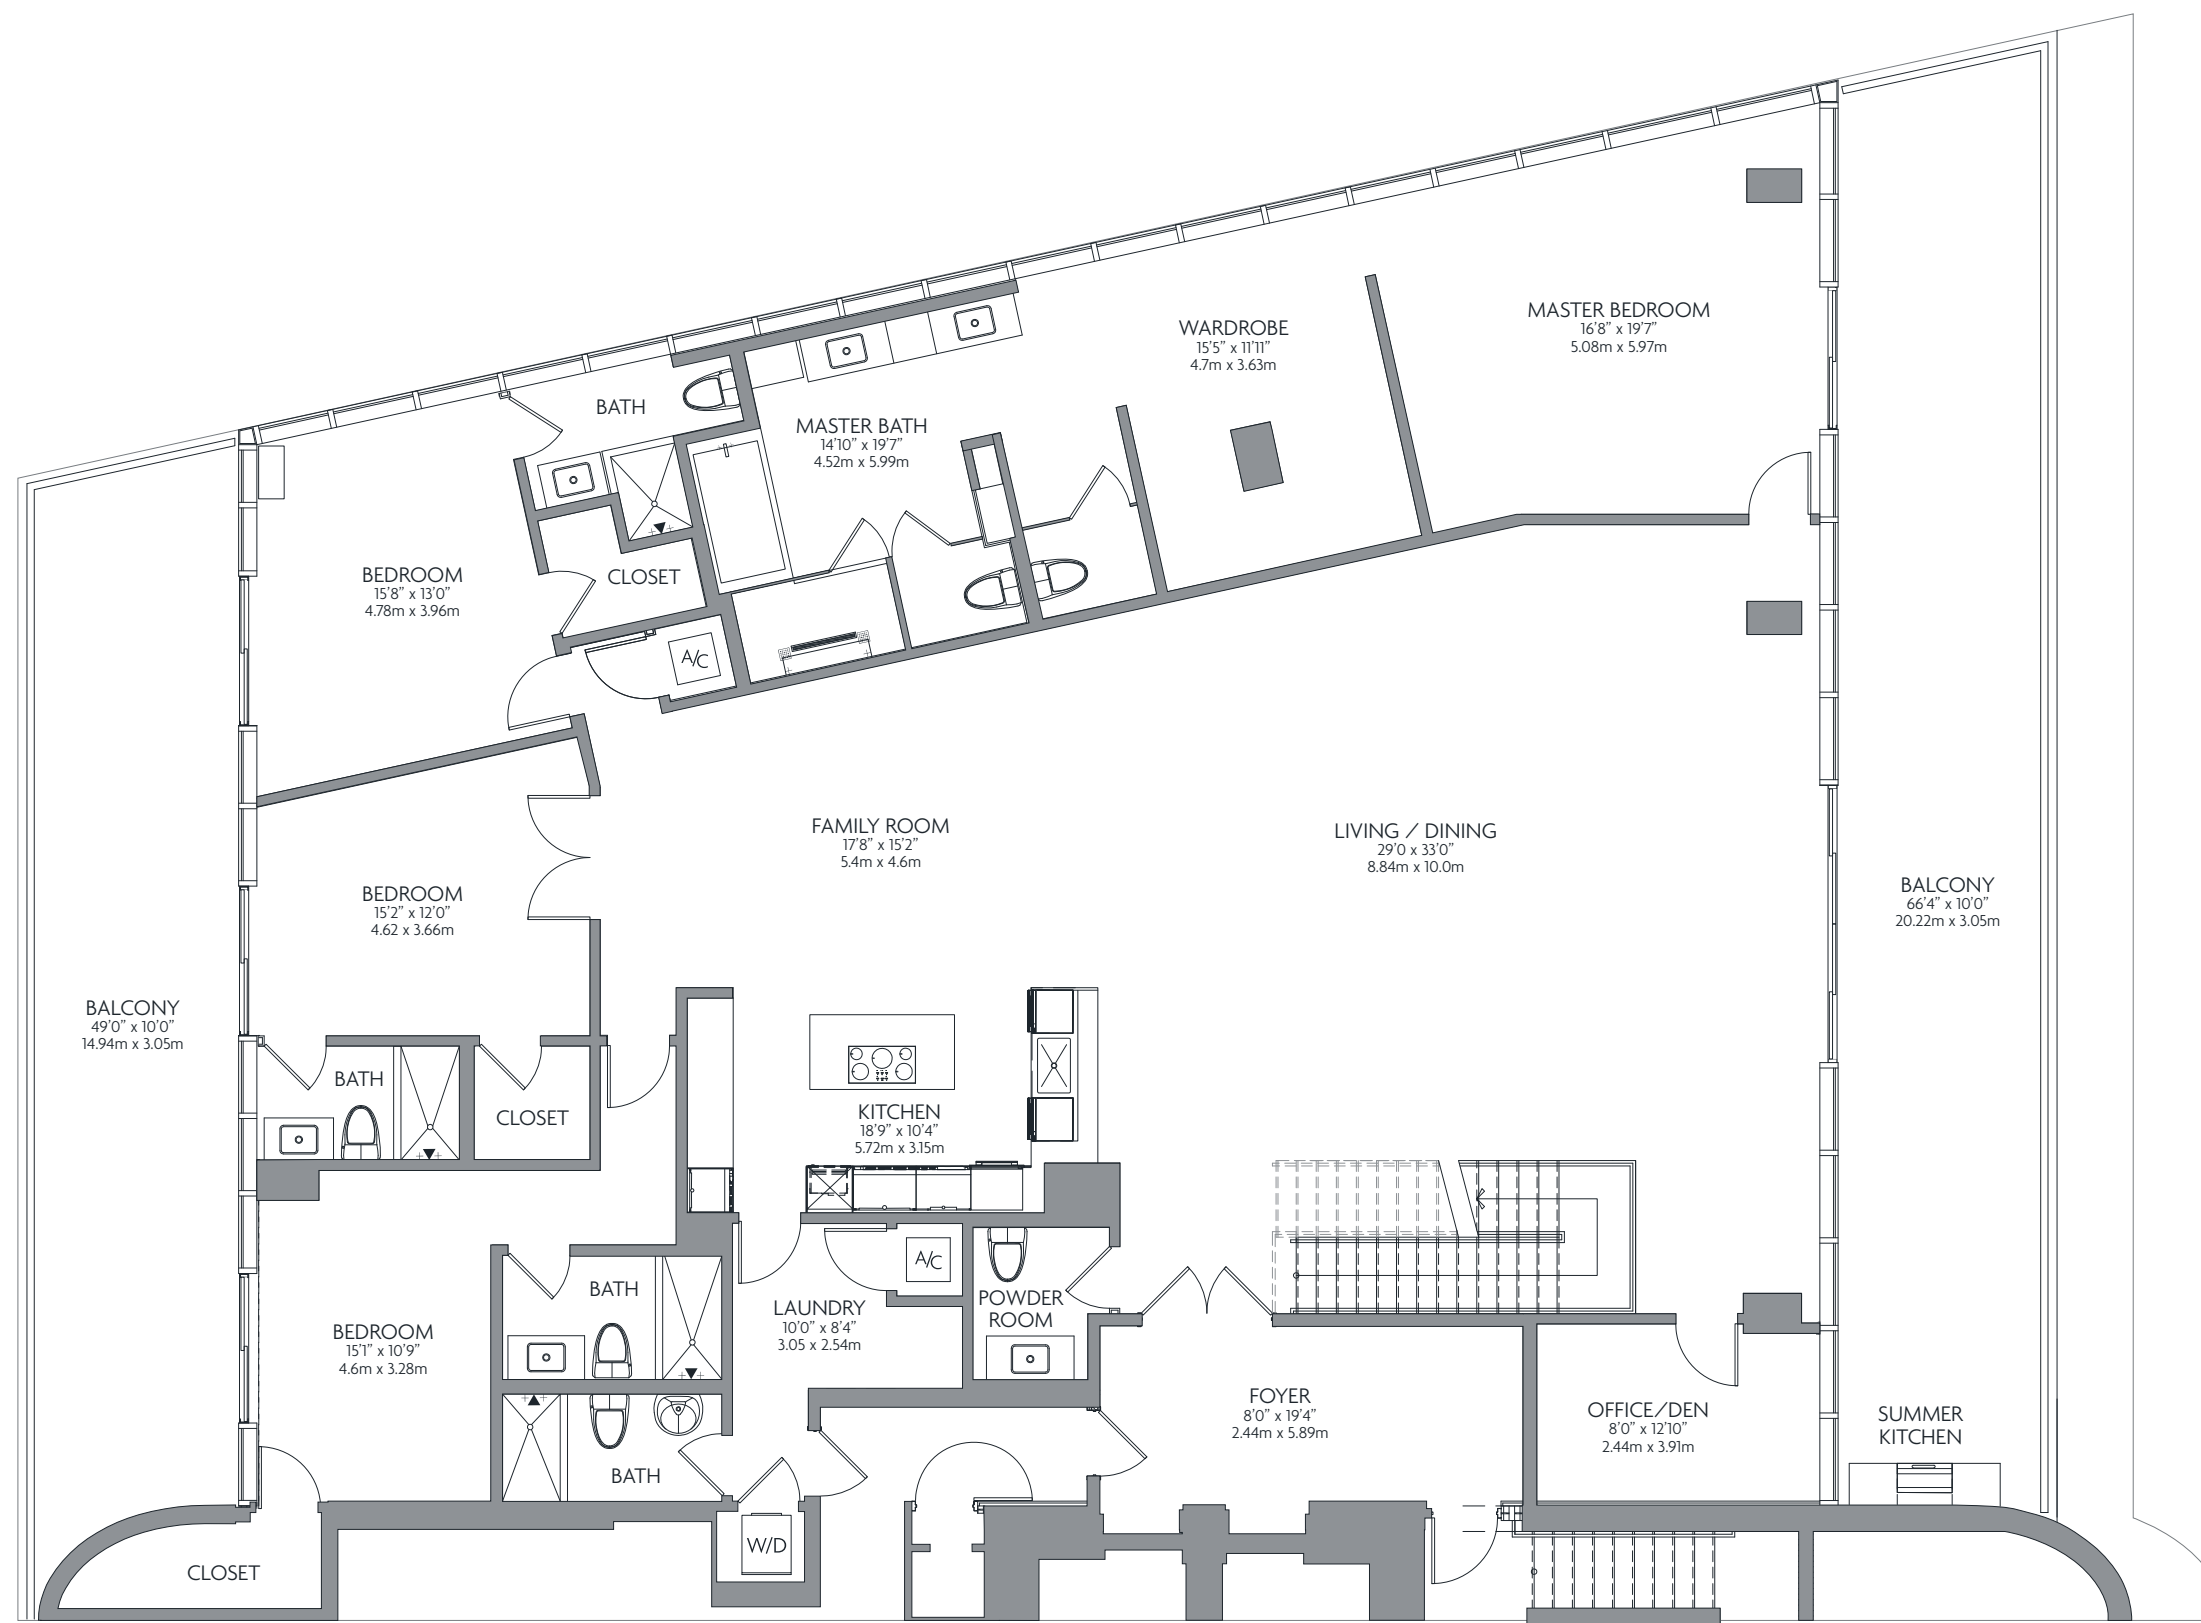 MASTER BEDROOM
16'8" x 19'7"
5.08m x 5.97m
WARDROBE
15'5" x 11'11"
4.7m x 3.63m
BATH
MASTER BATH
14'10" x 19'7"
4.52m x 5.99m
BEDROOM
15'8" x 13'0"
4.78m x 3.96m
CLOSET
A/C
FAMILY ROOM
17'8" x 15'2"
5.4m x 4.6m
LIVING / DINING
29'0 x 33'0"
8.84m x 10.0m
BEDROOM
15'2" x 12'0"
4.62 x 3.66m
BALCONY
66'4" x 10'0"
20.22m x 3.05m
BALCONY
49'0" x 10'0"
14.94m x 3.05m
BATH
CLOSET
KITCHEN
18'9" x 10'4"
5.72m x 3.15m
A/C
BATH
POWDER
ROOM
LAUNDRY
10'0" x 8'4"
3.05 x 2.54m
BEDROOM
15'1" x 10'9"
4.6m x 3.28m
FOYER
8'0" x 19'4"
2.44m x 5.89m
OFFICE/DEN
8'0" x 12'10"
2.44m x 3.91m
SUMMER
KITCHEN
BATH
W/D
CLOSET